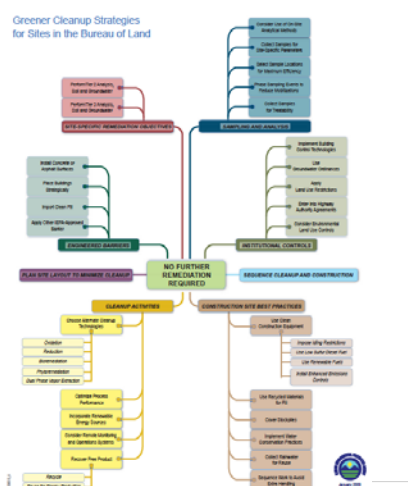 Greener Cleanup Strategies
for Sites in the Bureau of Land
Consider Use of On-Site
Analytical Methods
Collect Samples for
Site-Specific Parameters
Select Sample Locations
for Maximum Efficiency
Phase Sampling Events to
Reduce Mobilizations
Collect Samples
for Treatability
SAMPLING AND ANALYSIS
Perform Tier 2 Analysis,
Soil and Groundwater
Perform Tier 3 Analysis,
Soil and Groundwater
SITE-SPECIFIC REMEDIATION OBJECTIVES
Install Concrete or
Asphalt Surfaces
Place Buildings
Strategically
Import Clean Fill
Apply Other IEPA-Approved
Barrier
ENGINEERED BARRIERS
Implement Building
Control Technologies
Use
Groundwater Ordinances
Apply
Land Use Restrictions
Enter into Highway
Authority Agreements
Consider Environmental
Land Use Controls
INSTITUTIONAL CONTROLS
PLAN SITE LAYOUT TO MINIMIZE CLEANUP
NO FURTHER
REMEDIATION
REQUIRED
SEQUENCE CLEANUP AND CONSTRUCTION
CLEANUP ACTIVITIES
Choose Alternate Cleanup
Technologies
Oxidation
Reduction
Bioremediation
Phytoremediation
Dual Phase Vapor Extraction
Optimize Process
Performance
Incorporate Renewable
Energy Sources
Consider Remote Monitoring
and Operations Systems
Recover Free Product
Recycle
CONSTRUCTION SITE BEST PRACTICES
Use Clean
Construction Equipment
Impose Idling Restrictions
Use Low Sulfur Diesel Fuel
Use Renewable Fuels
Install Enhanced Emissions
Controls
Use Recycled Materials
for Fill
Cover Stockpiles
Implement Water
Conservation Practices
Collect Rainwater
for Reuse
Sequence Work to Avoid
Extra Handling
January 2008